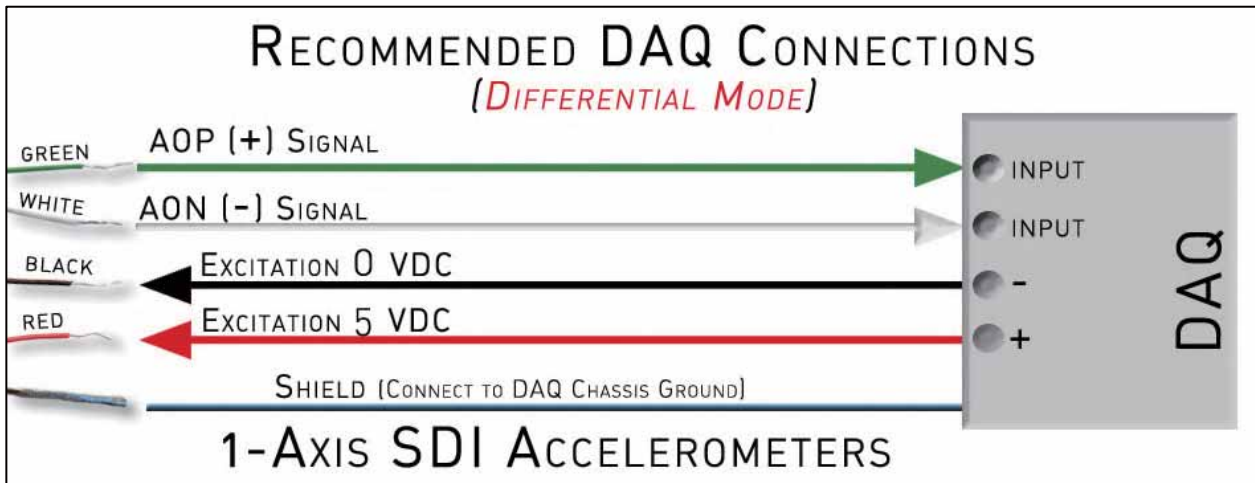 RECOMMENDED DAQ CONNECTIONS
(DIFFERENTIAL MODE)
GREEN
AOP (+) SIGNAL
INPUT
WHITE
AON (-) SIGNAL
INPUT
BLACK
EXCITATION 0 VDC
-
RED
EXCITATION 5 VDC
+
DAQ
SHIELD (CONNECT TO DAQ CHASSIS GROUND)
1-AXIS SDI ACCELEROMETERS